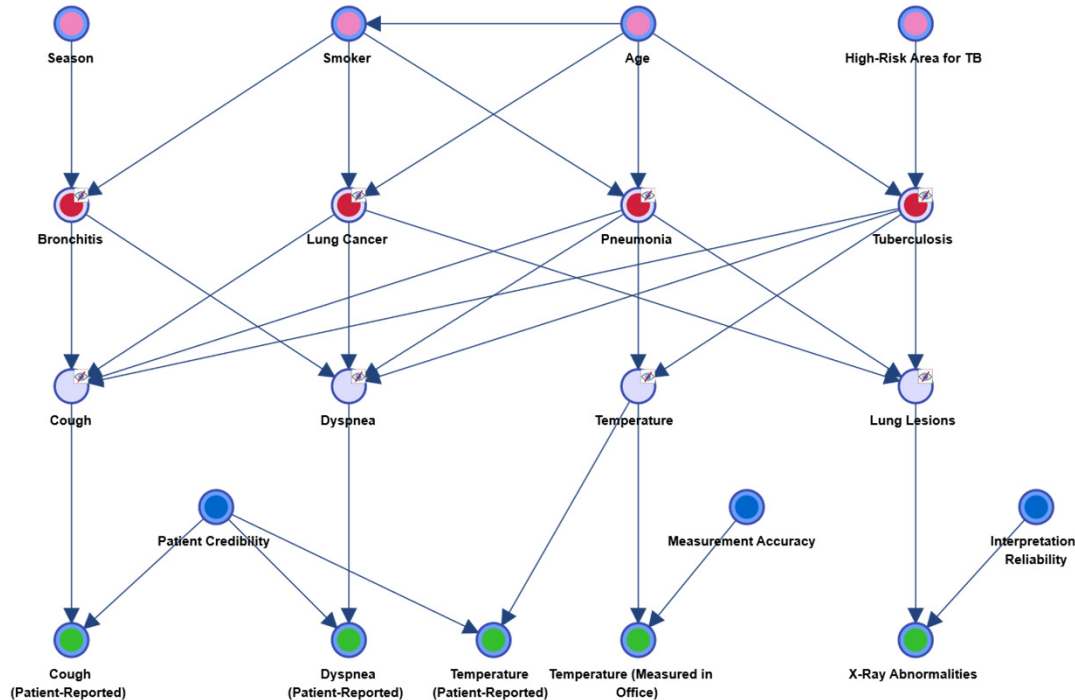 Season
Smoker
Age
High-Risk Area for TB
Bronchitis
Lung Cancer
Pneumonia
Tuberculosis
Cough
Dyspnea
Temperature
Lung Lesions
Patient Credibility
Measurement Accuracy
Interpretation
Reliability
Cough
(Patient-Reported)
Dyspnea
(Patient-Reported)
Temperature
(Patient-Reported)
Temperature (Measured in
Office)
X-Ray Abnormalities